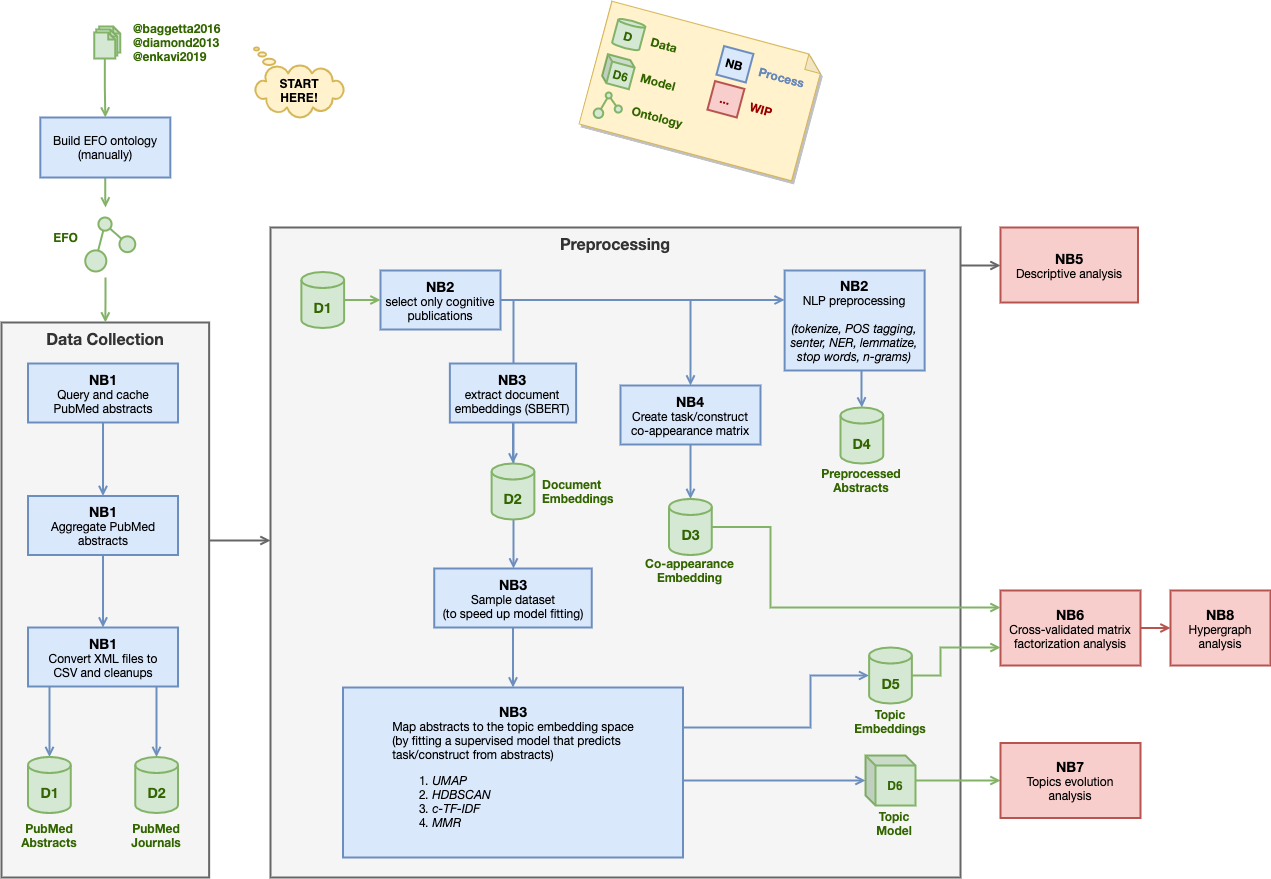 @baggetta2016
@diamond2013
@enkavi2019
START
HERE!
D
Data
D6
Model
Ontology
NB
Process
...
WIP
Build EFO ontology
(manually)
EFO
Data Collection
NB1
Query and cache
PubMed abstracts
NB1
Aggregate PubMed
abstracts
NB1
Convert XML files to
CSV and cleanups
D1
PubMed
Abstracts
D2
PubMed
Journals
Preprocessing
D1
NB2
select only cognitive
publications
NB2
NLP preprocessing
(tokenize, POS tagging,
senter, NER, lemmatize,
stop words, n-grams)
NB3
extract document
embeddings (SBERT)
NB4
Create task/construct
co-appearance matrix
D4
Preprocessed
Abstracts
D2
Document
Embeddings
D3
Co-appearance
Embedding
NB3
Sample dataset
(to speed up model fitting)
NB3
Map abstracts to the topic embedding space
(by fitting a supervised model that predicts
task/construct from abstracts)
1. UMAP
2. HDBSCAN
3. c-TF-IDF
4. MMR
D5
Topic
Embeddings
D6
Topic
Model
NB5
Descriptive analysis
NB6
Cross-validated matrix
factorization analysis
NB8
Hypergraph
analysis
NB7
Topics evolution
analysis